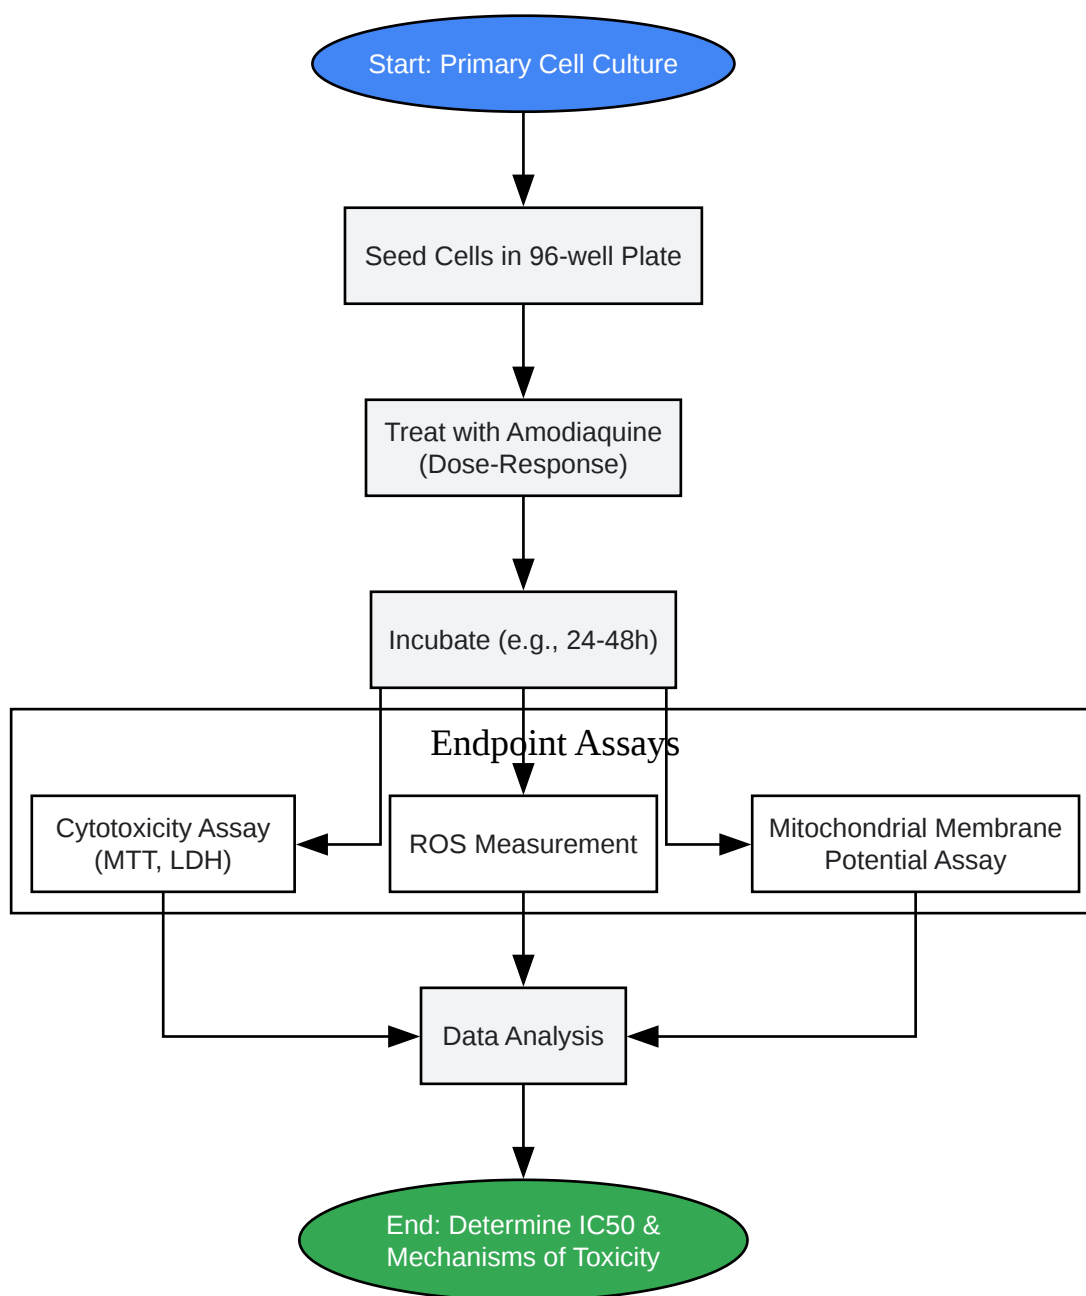 Start: Primary Cell Culture
Seed Cells in 96-well Plate
Treat with Amodiaquine
(Dose-Response)
Incubate (e.g., 24-48h)
Endpoint Assays
Cytotoxicity Assay
(MTT, LDH)
ROS Measurement
Mitochondrial Membrane
Potential Assay
Data Analysis
End: Determine IC50 &
Mechanisms of Toxicity